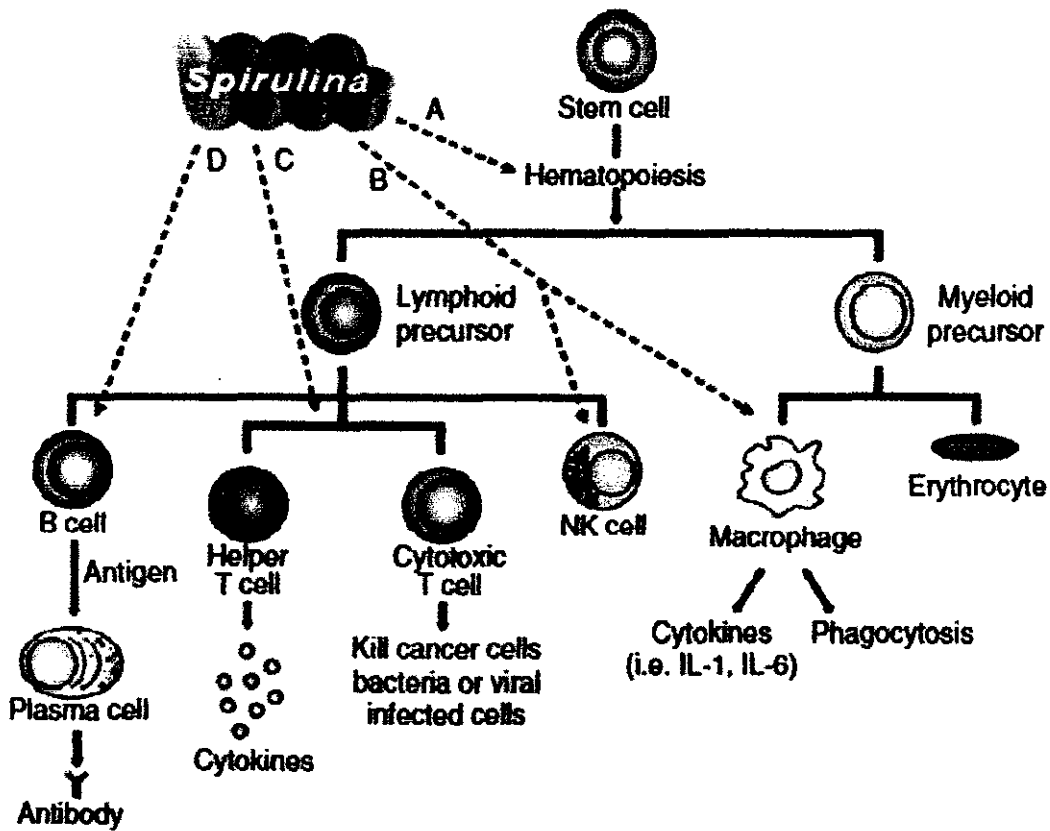 Spirulina
Stem cell
A
D
C
B
Hematopoiesis
Lymphoid
precursor
Myeloid
precursor
B cell
Helper
T cell
Cytotoxic
T cell
NK cell
Macrophage
Erythrocyte
Antigen
Cytokines
(i.e. IL-1, IL-6)
Phagocytosis
Kill cancer cells
bacteria or viral
infected cells
Plasma cell
Cytokines
Antibody